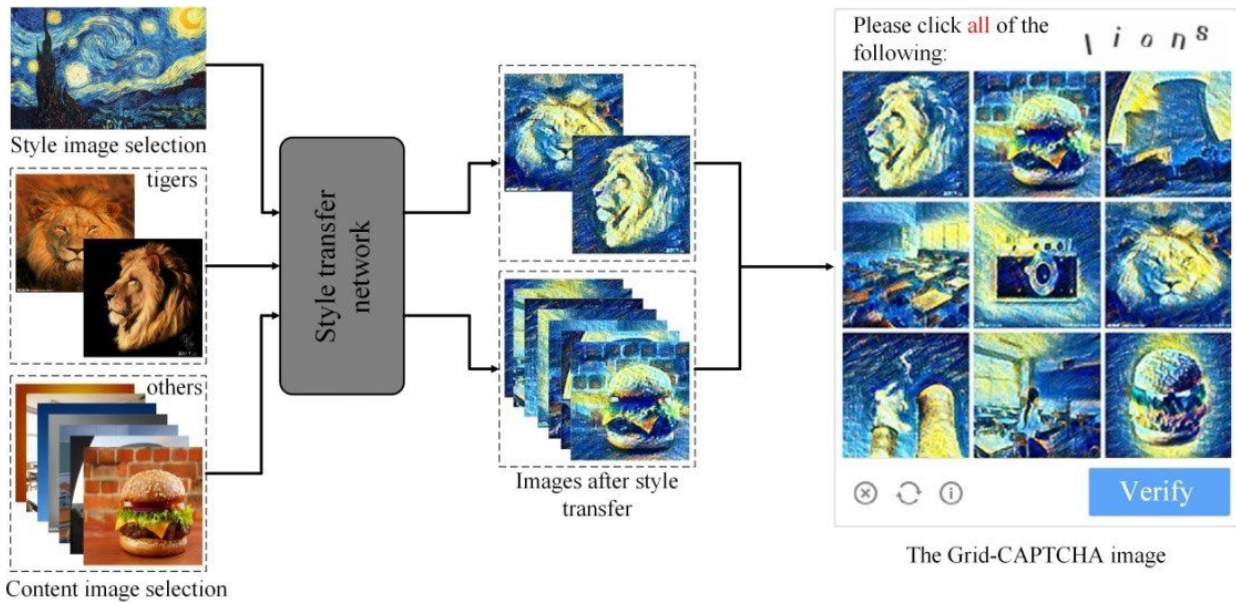 Style image selection
tigers
others
Content image selection
Style transfer
network
Images after style
transfer
Please click all of the
following:
lions
Verify
The Grid-CAPTCHA image